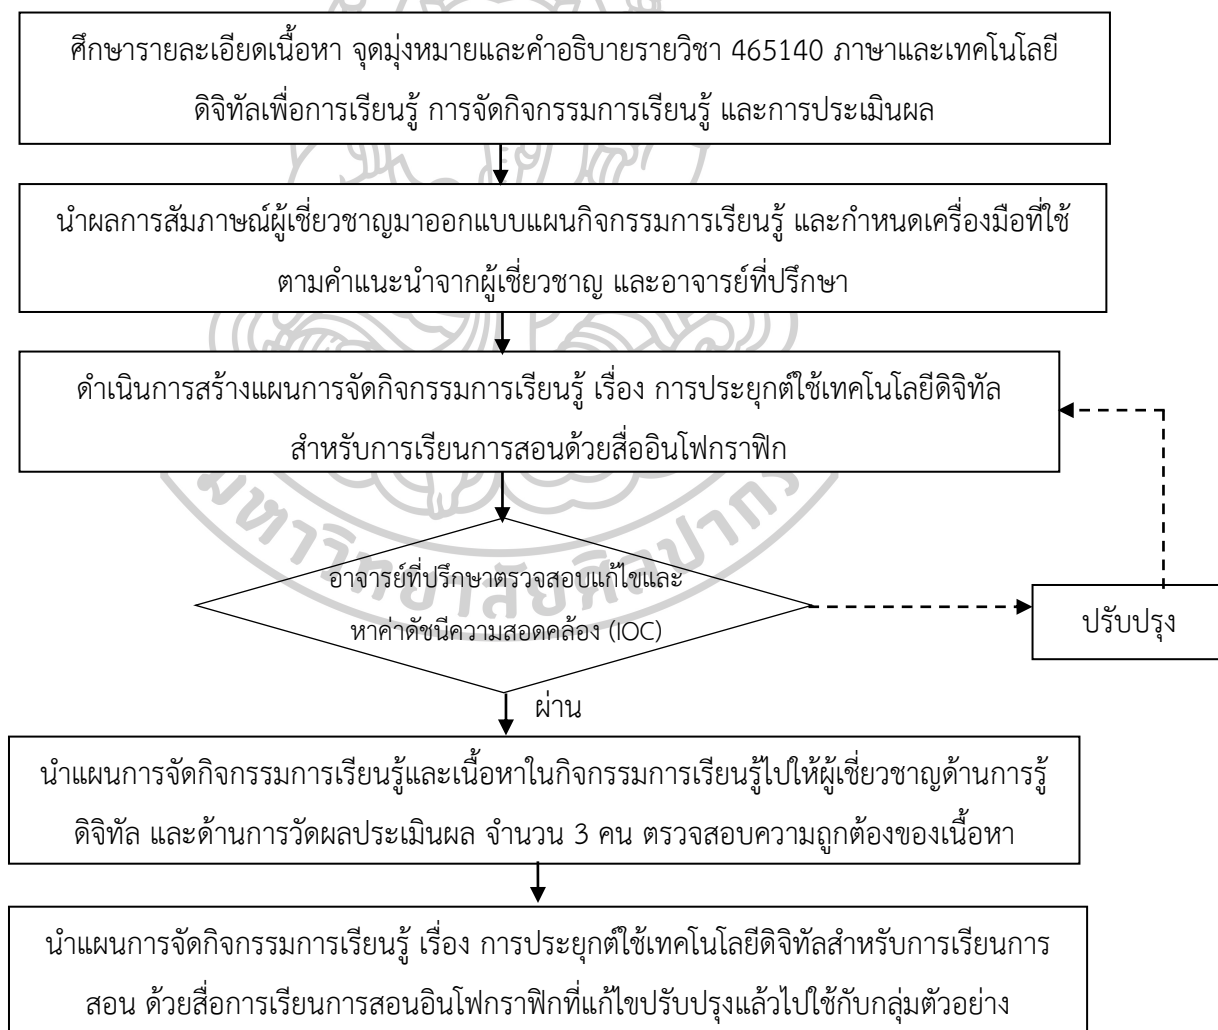 ศึกษารายละเอียดเนื้อหา จุดมุ่งหมายและคำอธิบายรายวิชา 465140 ภาษาและเทคโนโลยี
ดิจิทัลเพื่อการเรียนรู้ การจัดกิจกรรมการเรียนรู้ และการประเมินผล
นำผลการสัมภาษณ์ผู้เชี่ยวชาญมาออกแบบแผนกิจกรรมการเรียนรู้ และกำหนดเครื่องมือที่ใช้
ตามคำแนะนำจากผู้เชี่ยวชาญ และอาจารย์ที่ปรึกษา
ดำเนินการสร้างแผนการจัดกิจกรรมการเรียนรู้ เรื่อง การประยุกต์ใช้เทคโนโลยีดิจิทัล
สำหรับการเรียนการสอนด้วยสื่ออินโฟกราฟิก
มหาวิทยาลัยศิลปากร
อาจารย์ที่ปรึกษาตรวจสอบแก้ไขและ
หาค่าดัชนีความสอดคล้อง (IOC)
ปรับปรุง
ผ่าน
นำแผนการจัดกิจกรรมการเรียนรู้และเนื้อหาในกิจกรรมการเรียนรู้ไปให้ผู้เชี่ยวชาญด้านการรู้
ดิจิทัล และด้านการวัดผลประเมินผล จำนวน 3 คน ตรวจสอบความถูกต้องของเนื้อหา
นำแผนการจัดกิจกรรมการเรียนรู้ เรื่อง การประยุกต์ใช้เทคโนโลยีดิจิทัลสำหรับการเรียนการ
สอน ด้วยสื่อการเรียนการสอนอินโฟกราฟิกที่แก้ไขปรับปรุงแล้วไปใช้กับกลุ่มตัวอย่าง